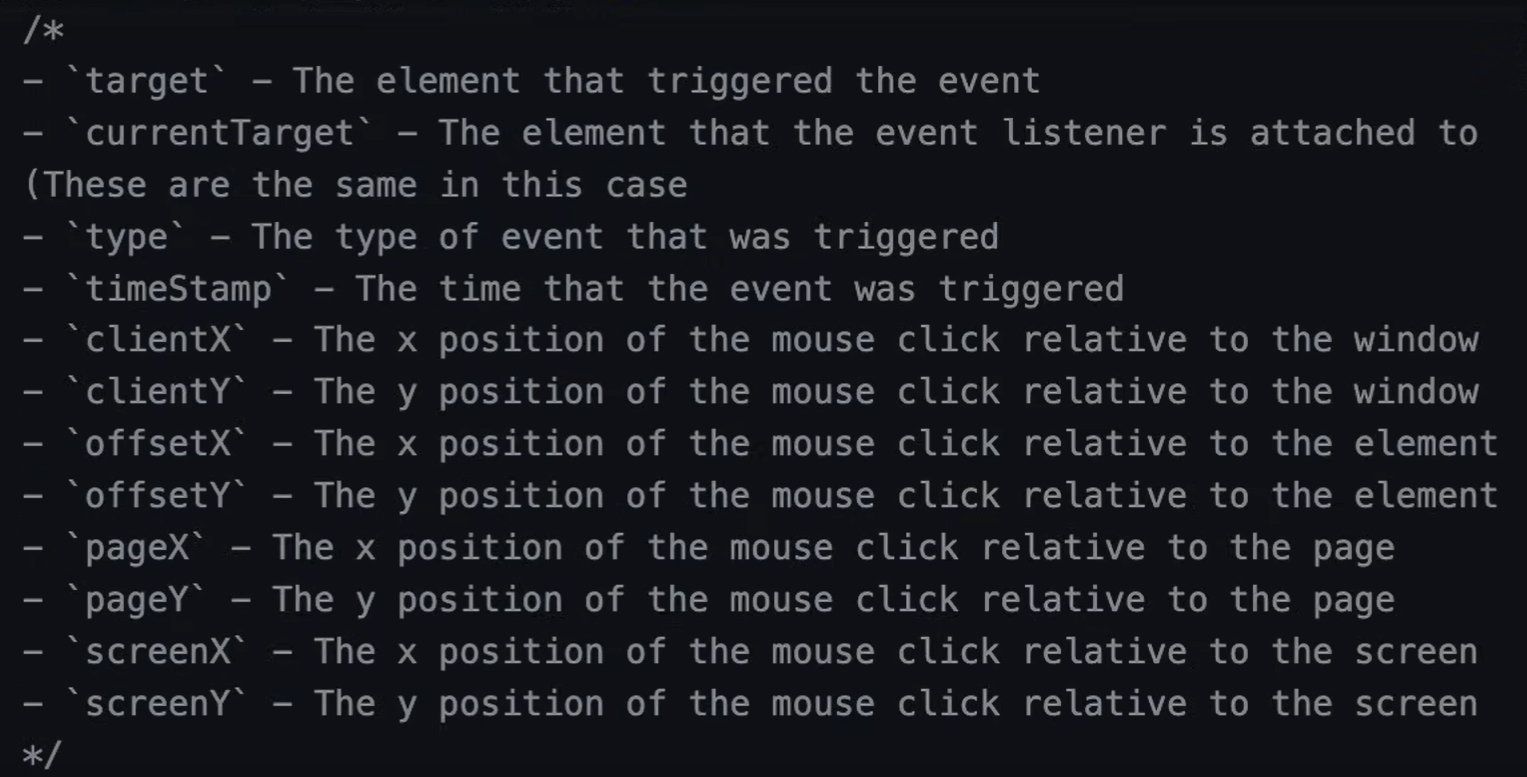 /*
– `target` – The element that triggered the event
– `currentTarget` – The element that the event listener is attached to
(These are the same in this case
– `type` – The type of event that was triggered
– `timeStamp` – The time that the event was triggered
– `clientX` – The x position of the mouse click relative to the window
– `clientY` – The y position of the mouse click relative to the window
– `offsetX` – The x position of the mouse click relative to the element
– `offsetY` – The y position of the mouse click relative to the element
– `pageX` – The x position of the mouse click relative to the page
– `pageY` – The y position of the mouse click relative to the page
– `screenX` – The x position of the mouse click relative to the screen
– `screenY` – The y position of the mouse click relative to the screen
*/